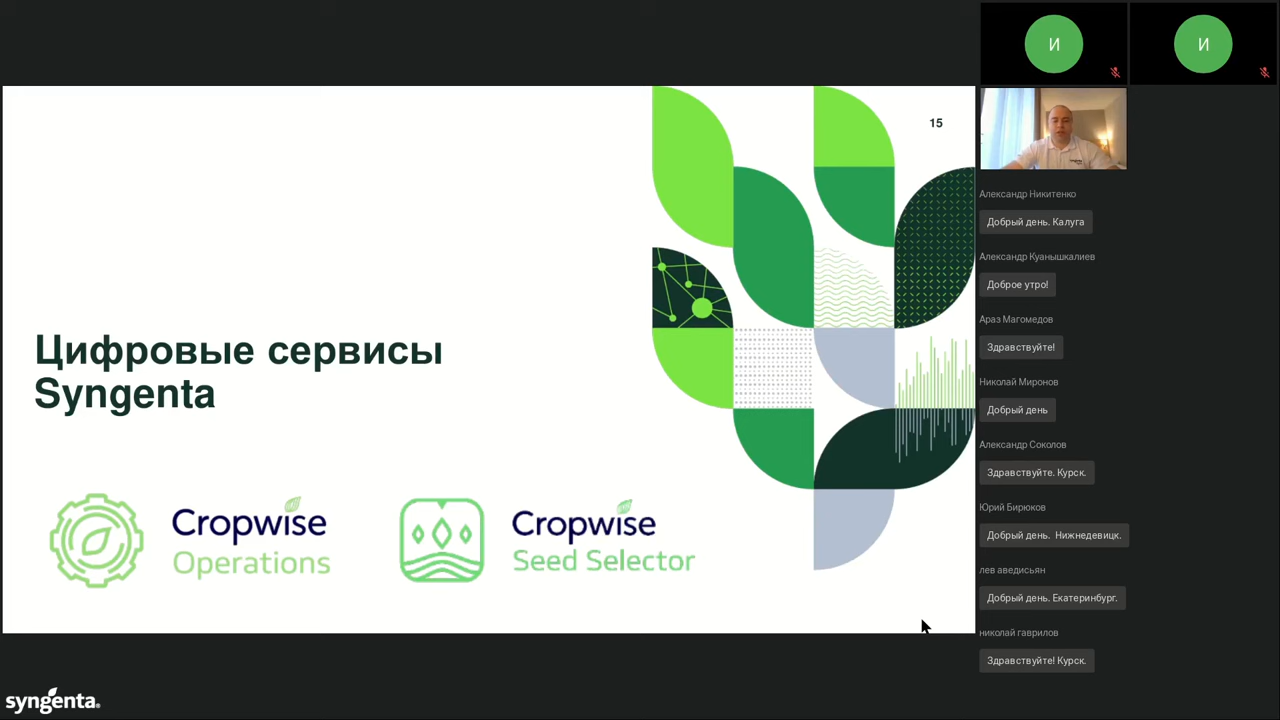 И
И
15
Цифровые сервисы
Syngenta
Cropwise
Operations
Cropwise
Seed Selector
Александр Никитенко
Добрый день. Калуга
Александр Куанышкалиев
Доброе утро!
Араз Магомедов
Здравствуйте!
Николай Миронов
Добрый день
Александр Соколов
Здравствуйте. Курск.
Юрий Бирюков
Добрый день. Нижнедевицк.
лев аведисьян
Добрый день. Екатеринбург.
николай гаврилов
Здравствуйте! Курск.
syngenta®